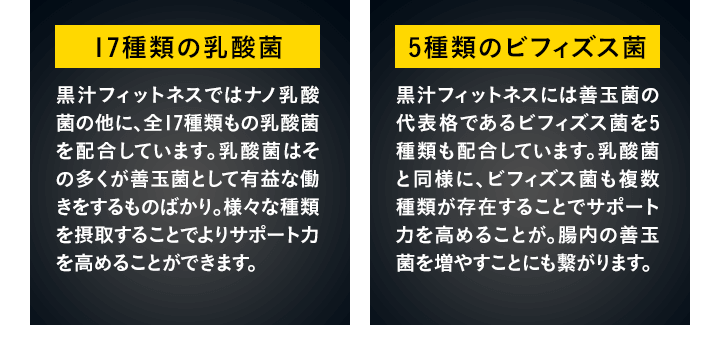 17種類の乳酸菌
黒汁フィットネスではナノ乳酸
菌の他に、全17種類もの乳酸菌
を配合しています。乳酸菌はそ
の多くが善玉菌として有益な働
きをするものばかり。様々な種類
を摂取することでよりサポート力
を高めることができます。
5種類のビフィズス菌
黒汁フィットネスには善玉菌の
代表格であるビフィズス菌を5
種類も配合しています。乳酸菌
と同様に、ビフィズス菌も複数
種類が存在することでサポート
力を高めることが。腸内の善玉
菌を増やすことにも繋がります。